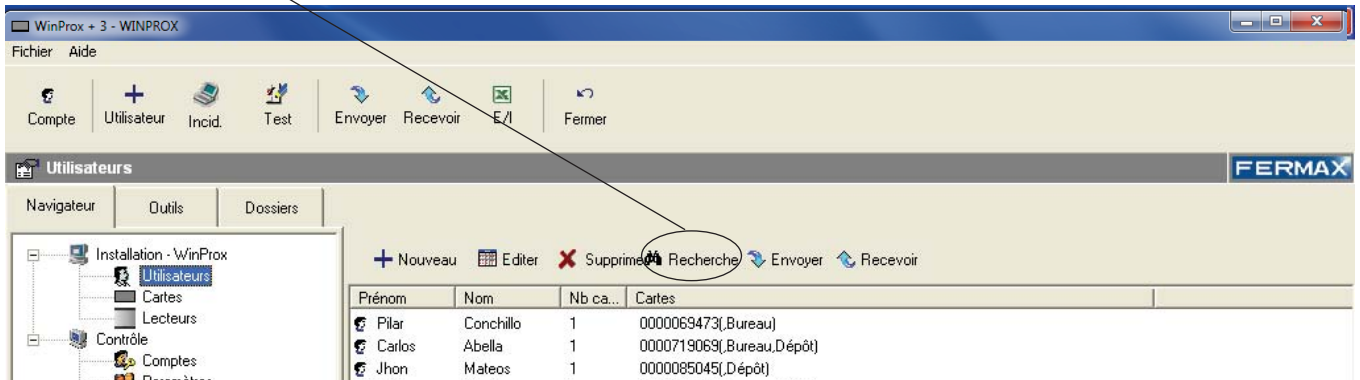 WinProx + 3 - WINPROX
Fichier Aide
Compte Utilisateur Incid. Test Envoyer Recevoir E/I Fermer
Utilisateurs FERMAX
Navigateur Outils Dossiers
Installation - WinProx
Utilisateurs
Cartes
Lecteurs
Contrôle
Comptes
Paramètres
Nouveau Editer Supprimer Recherche Envoyer Recevoir
Prénom Nom Nb ca... Cartes
Pilar Conchillo 1 0000069473(,Bureau)
Carlos Abella 1 0000719069(,Bureau,Dépôt)
Jhon Mateos 1 0000085045(,Dépôt)